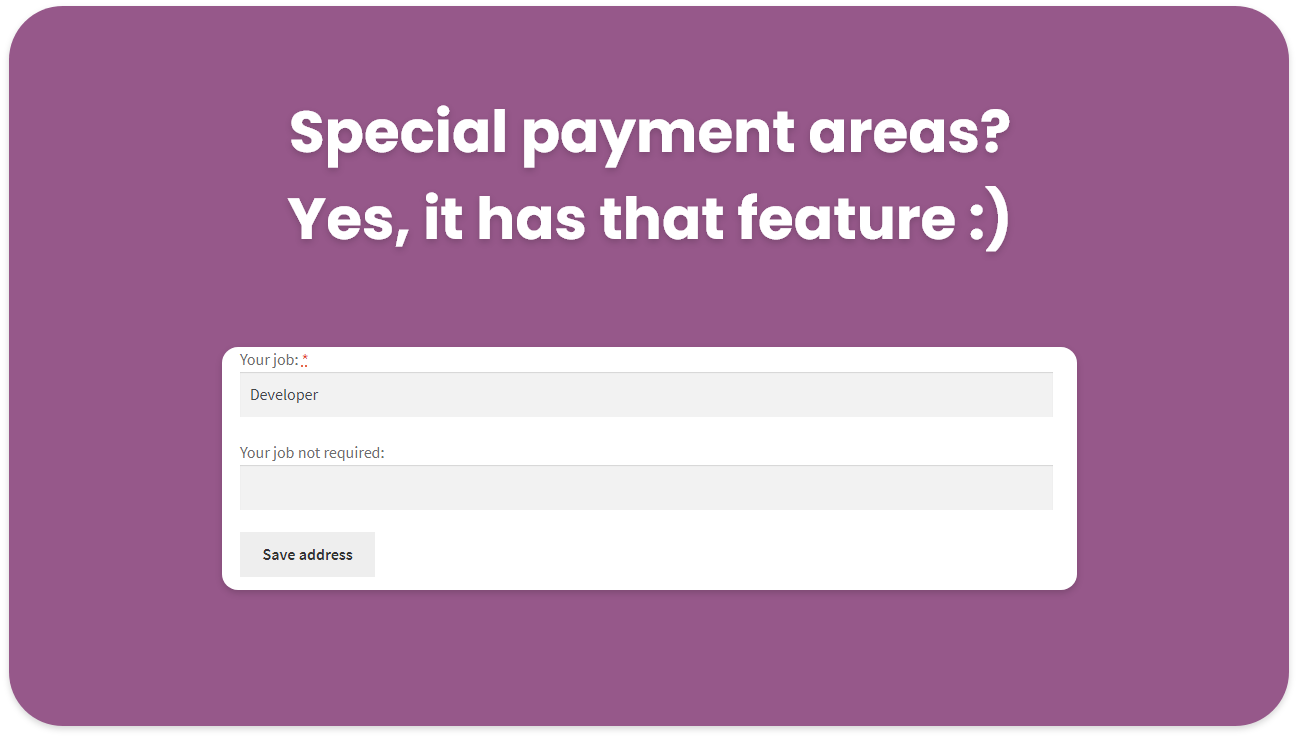 Special payment areas?
Yes, it has that feature :)
Your job: *
Developer
Your job not required:
Save address